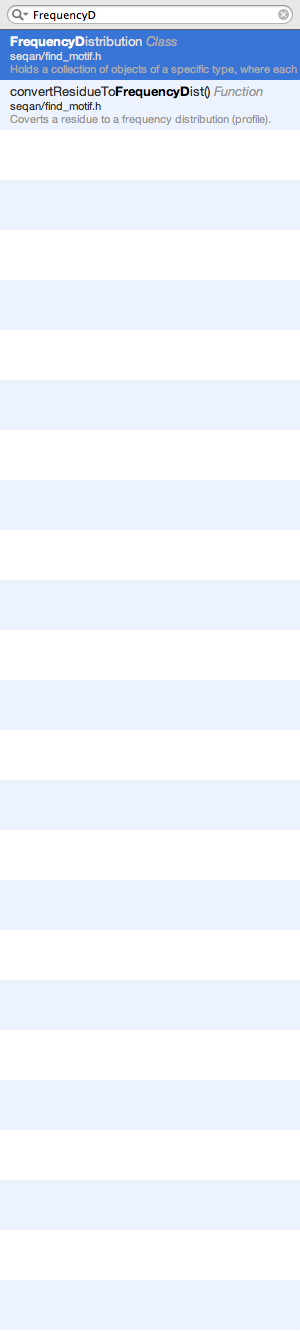 FrequencyD
FrequencyDistribution Class
seqan/find_motif.h
Holds a collection of objects of a specific type, where each
convertResidueToFrequencyDist() Function
seqan/find_motif.h
Coverts a residue to a frequency distribution (profile).